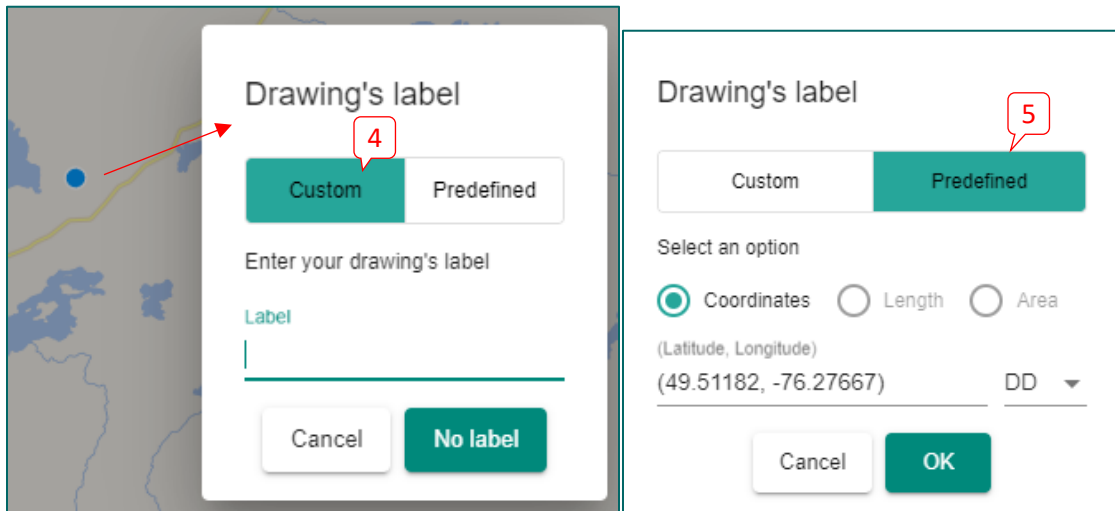 Drawing's label
4
Custom
Predefined
Enter your drawing's label
Label
Cancel
No label
Drawing's label
5
Custom
Predefined
Select an option
Coordinates
Length
Area
(Latitude, Longitude)
(49.51182, -76.27667)
DD
Cancel
OK